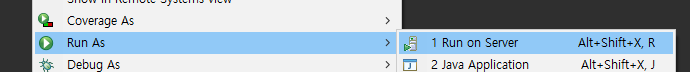 Show in Remote Systems view
Coverage As
Run As
1 Run on Server Alt+Shift+X, R
Debug As
2 Java Application Alt+Shift+X, J